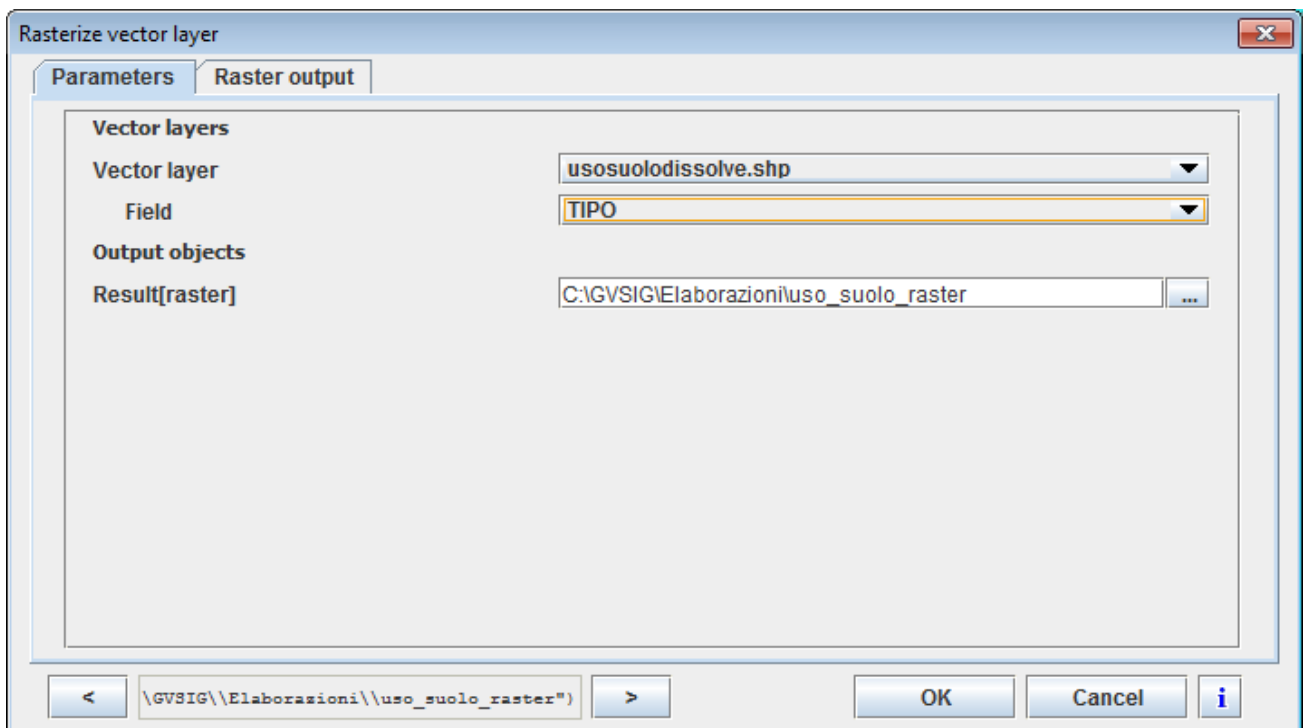 Rasterize vector layer
Parameters Raster output
Vector layers
Vector layer usosuolodissolve.shp
Field TIPO
Output objects
Result[raster] C:\GVSIG\Elaborazioni\uso_suolo_raster ...
< \GVSIG\\Elaborazioni\\uso_suolo_raster") > OK Cancel i